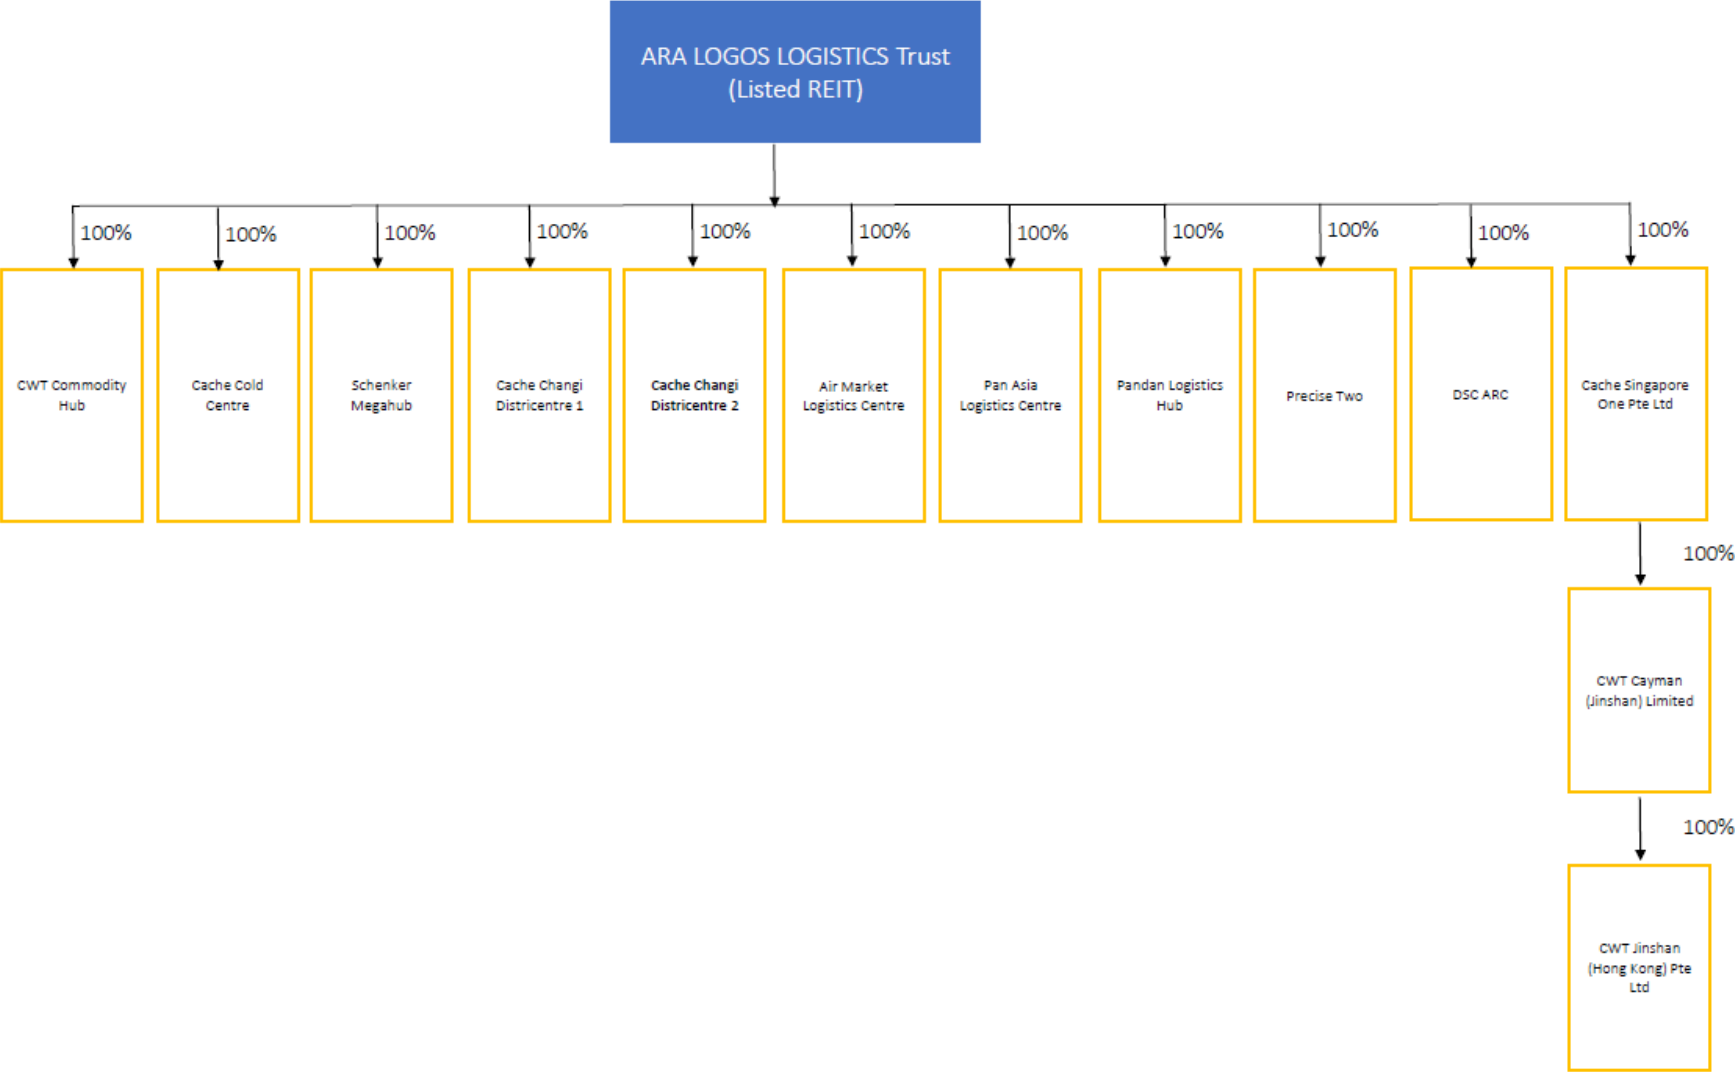 ARA LOGOS LOGISTICS Trust
(Listed REIT)
100%
100%
100%
100%
100%
100%
100%
100%
100%
100%
100%
CWT Commodity
Hub
Cache Cold
Centre
Schenker
Megahub
Cache Changi
Districentre 1
Cache Changi
Districentre 2
Air Market
Logistics Centre
Pan Asia
Logistics Centre
Pandan Logistics
Hub
Precise Two
DSC ARC
Cache Singapore
One Pte Ltd
100%
CWT Cayman
(Jinshan) Limited
100%
CWT Jinshan
(Hong Kong) Pte
Ltd